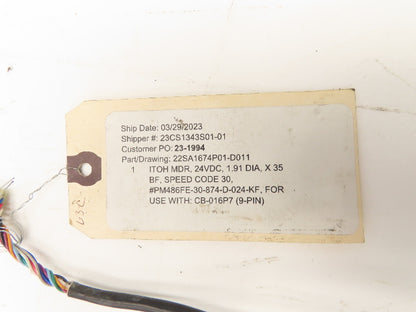 Ship Date: 03/29/2023
Shipper #: 23CS1343S01-01
Customer PO: 23-1994
Part/Drawing: 22SA1674P01-D011
1 ITOH MDR, 24VDC, 1.91 DIA, X 35
BF, SPEED CODE 30,
#PM486FE-30-874-D-024-KF, FOR
USE WITH: CB-016P7 (9-PIN)